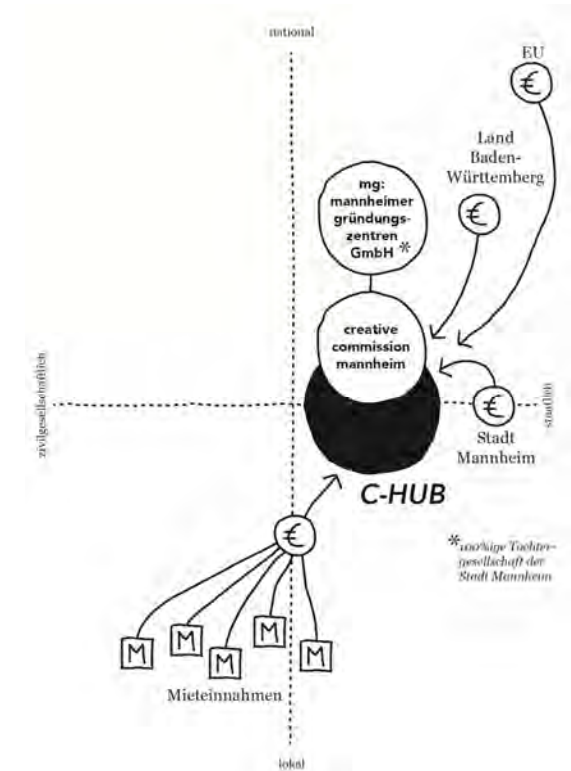 national
EU
€
Land
Baden-
Württemberg
€
mg:
mannheimer
gründungs-
zentren
GmbH *
creative
commission
mannheim
zivilgesellschaftlich
staatlich
€
Stadt
Mannheim
C-HUB
€
*100%ige Tochter-
gesellschaft der
Stadt Mannheim
M
M
M
M
M
Mieteinnahmen
lokal